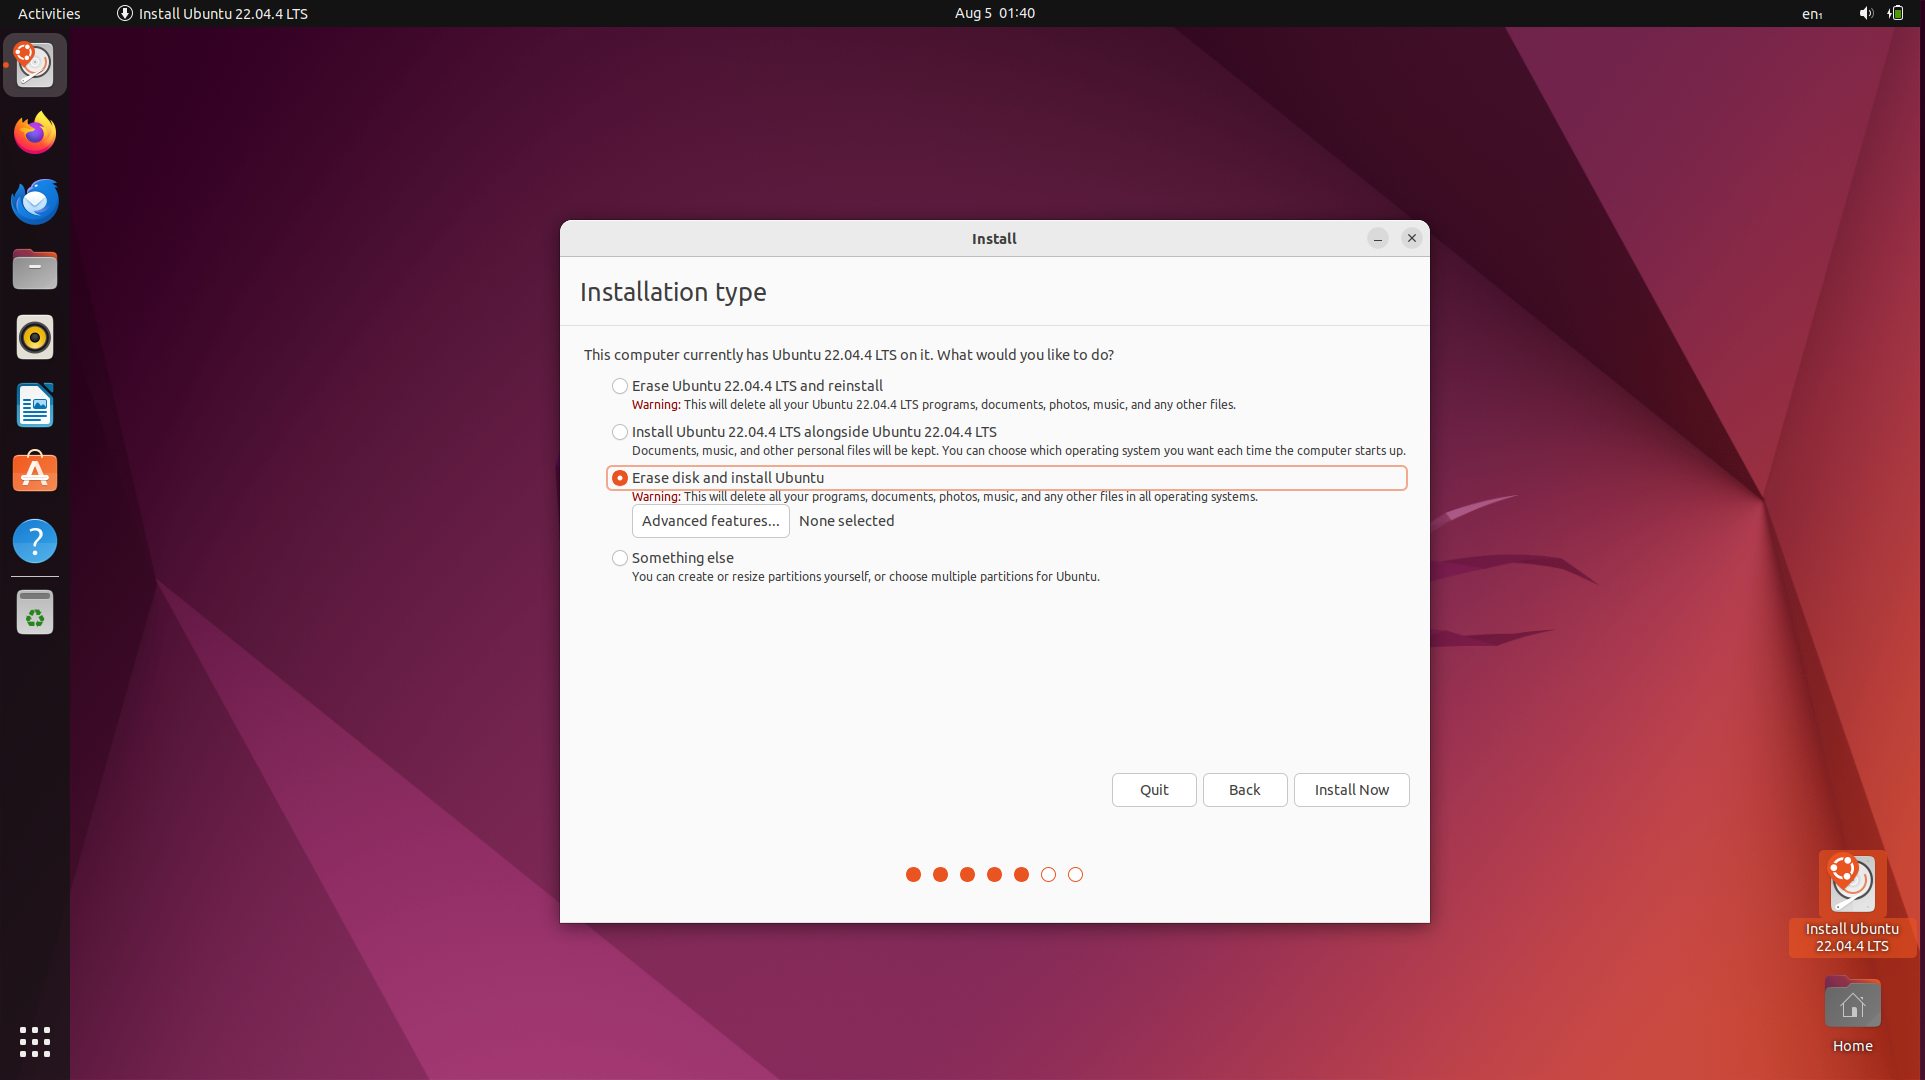 Activities
Install Ubuntu 22.04.4 LTS
Aug 5 01:40
en₁
Install
Installation type
This computer currently has Ubuntu 22.04.4 LTS on it. What would you like to do?
Erase Ubuntu 22.04.4 LTS and reinstall
Warning: This will delete all your Ubuntu 22.04.4 LTS programs, documents, photos, music, and any other files.
Install Ubuntu 22.04.4 LTS alongside Ubuntu 22.04.4 LTS
Documents, music, and other personal files will be kept. You can choose which operating system you want each time the computer starts up.
Erase disk and install Ubuntu
Warning: This will delete all your programs, documents, photos, music, and any other files in all operating systems.
Advanced features... None selected
Something else
You can create or resize partitions yourself, or choose multiple partitions for Ubuntu.
Quit
Back
Install Now
Install Ubuntu
22.04.4 LTS
Home